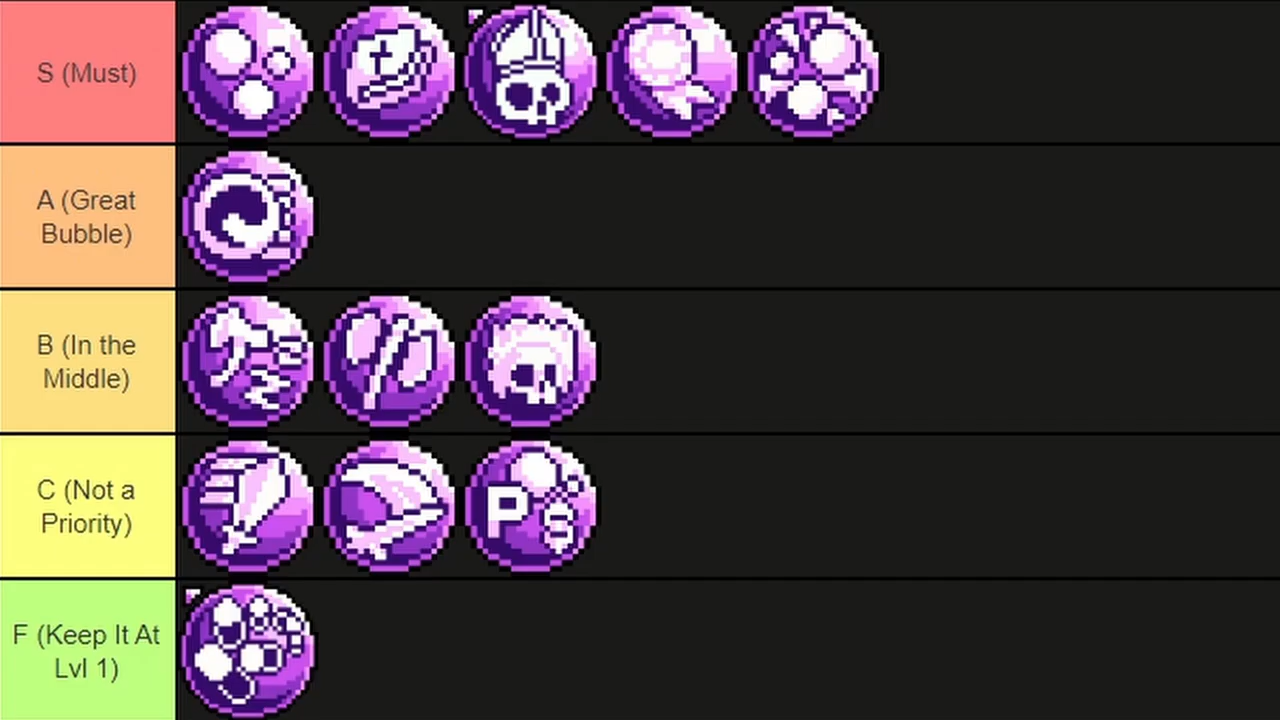 S (Must)
A (Great
Bubble)
B (In the
Middle)
C (Not a
Priority)
P
F (Keep It At
Lvl 1)